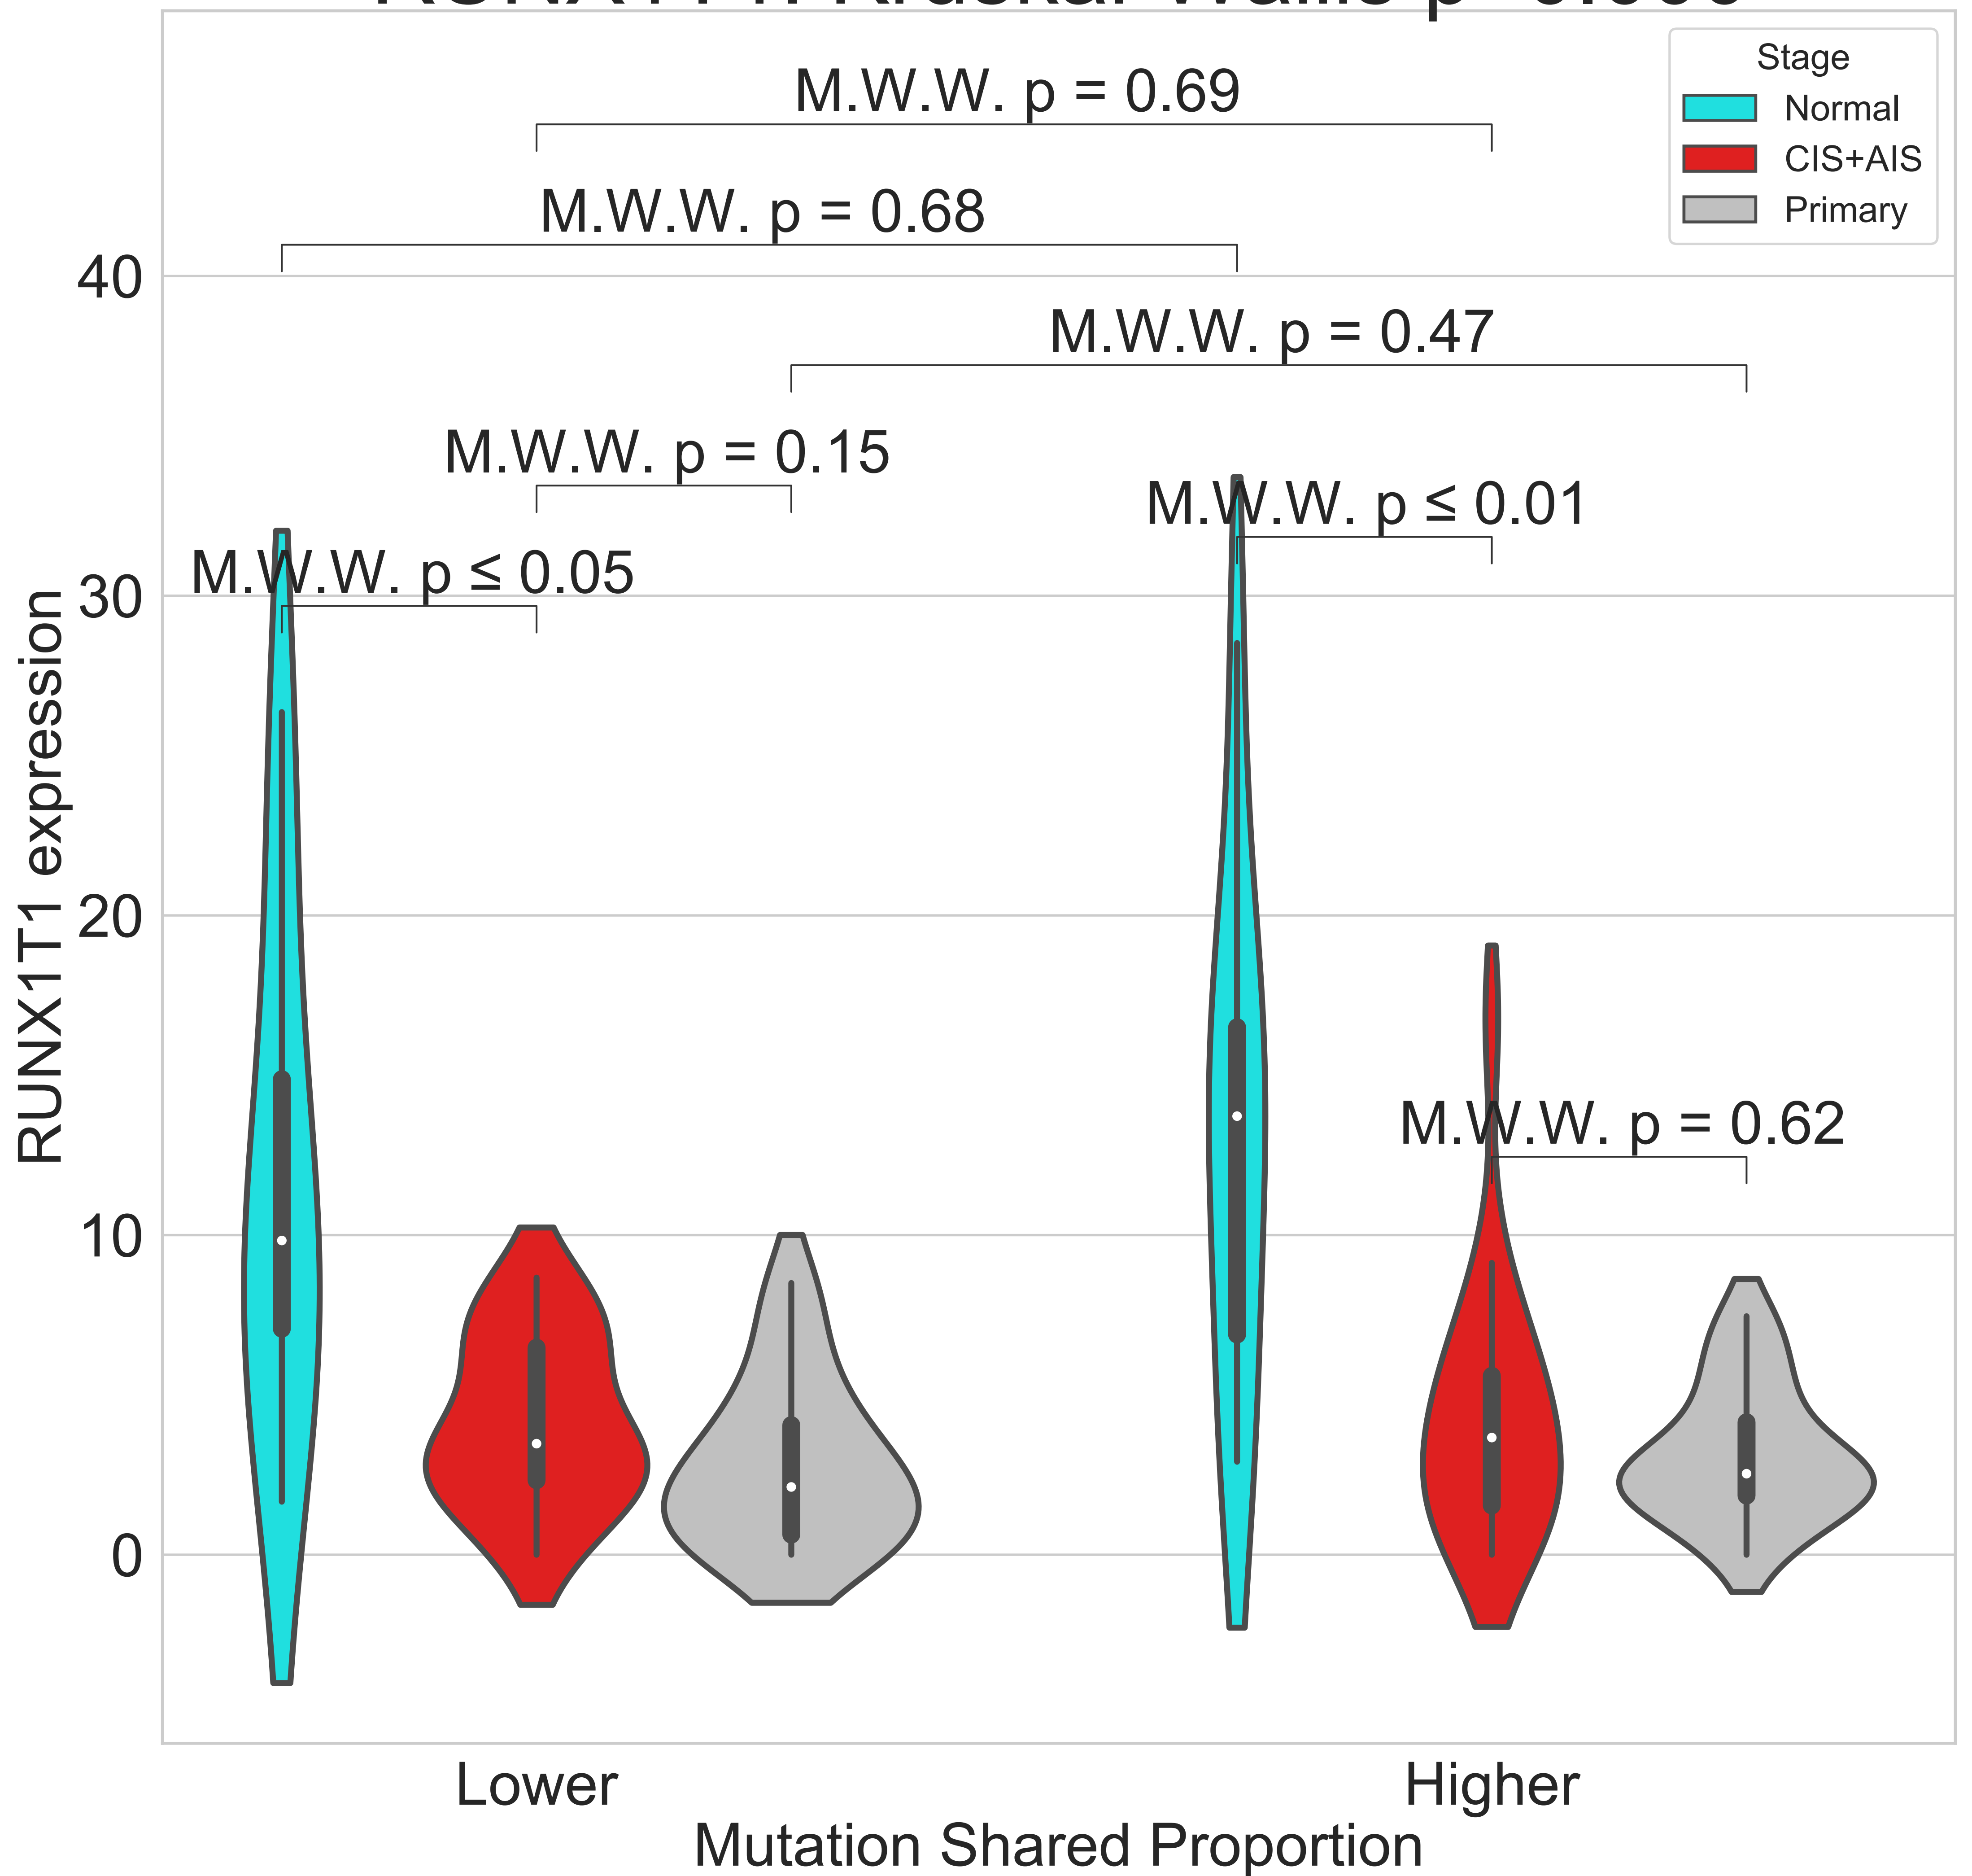 Stage
Normal
CIS+AIS
Primary
M.W.W. p = 0.69
M.W.W. p = 0.68
M.W.W. p = 0.47
M.W.W. p = 0.15
M.W.W. p ≤ 0.01
M.W.W. p ≤ 0.05
M.W.W. p = 0.62
RUNX1T1 expression
40
30
20
10
0
Lower
Higher
Mutation Shared Proportion